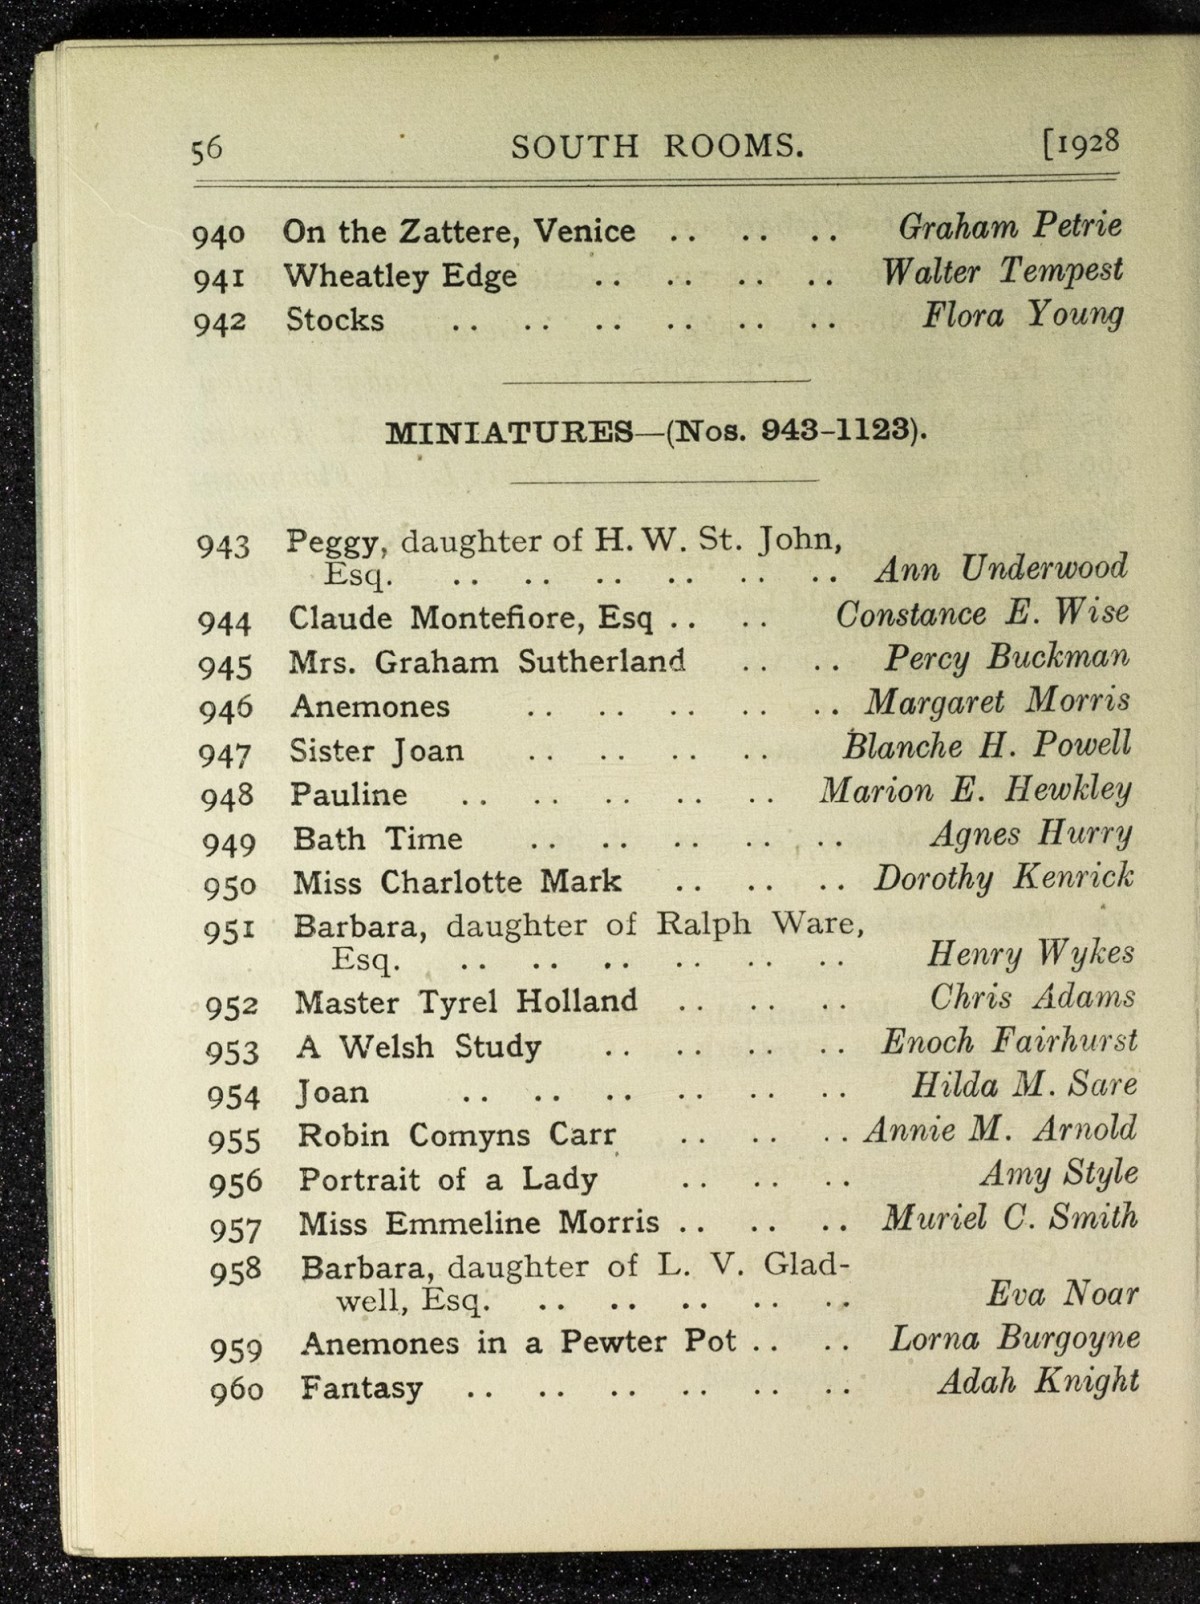 56 SOUTH ROOMS. [1928
940 On the Zattere, Venice .. .. .. Graham Petrie
941 Wheatley Edge .. .. .. .. Walter Tempest
942 Stocks .. .. .. .. .. .. Flora Young
MINIATURES—(Nos. 943-1123).
943 Peggy, daughter of H. W. St. John,
Esq. .. .. .. .. .. .. Ann Underwood
944 Claude Montefiore, Esq .. .. Constance E. Wise
945 Mrs. Graham Sutherland .. .. Percy Buckman
946 Anemones .. .. .. .. .. Margaret Morris
947 Sister Joan .. .. .. .. Blanche H. Powell
948 Pauline .. .. .. .. .. Marion E. Hewkley
949 Bath Time .. .. .. .. .. Agnes Hurry
950 Miss Charlotte Mark .. .. .. Dorothy Kenrick
951 Barbara, daughter of Ralph Ware,
Esq. .. .. .. .. .. .. Henry Wykes
952 Master Tyrel Holland .. .. .. Chris Adams
953 A Welsh Study .. .. .. .. Enoch Fairhurst
954 Joan .. .. .. .. .. .. Hilda M. Sare
955 Robin Comyns Carr .. .. .. Annie M. Arnold
956 Portrait of a Lady .. .. .. Amy Style
957 Miss Emmeline Morris .. .. .. Muriel C. Smith
958 Barbara, daughter of L. V. Glad-
well, Esq. .. .. .. .. .. Eva Noar
959 Anemones in a Pewter Pot .. .. Lorna Burgoyne
960 Fantasy .. .. .. .. .. .. Adah Knight